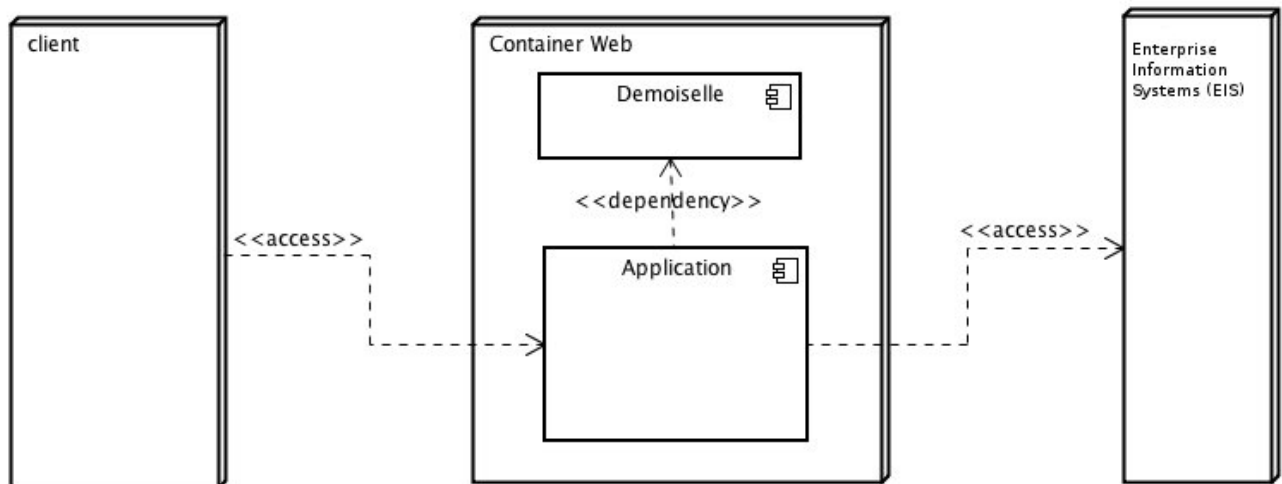 client
Container Web
Demoiselle
<<dependency>>
<<access>>
Application
<<access>>
Enterprise
Information
Systems (EIS)